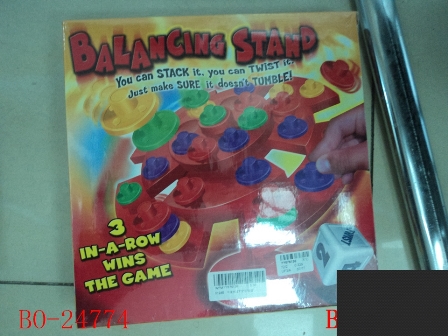 BALANCING STAND
You can STACK it, you can TWIST it,
Just make SURE it doesn't TUMBLE!
3
IN-A-ROW
WINS
THE GAME
2
BO-24774
B